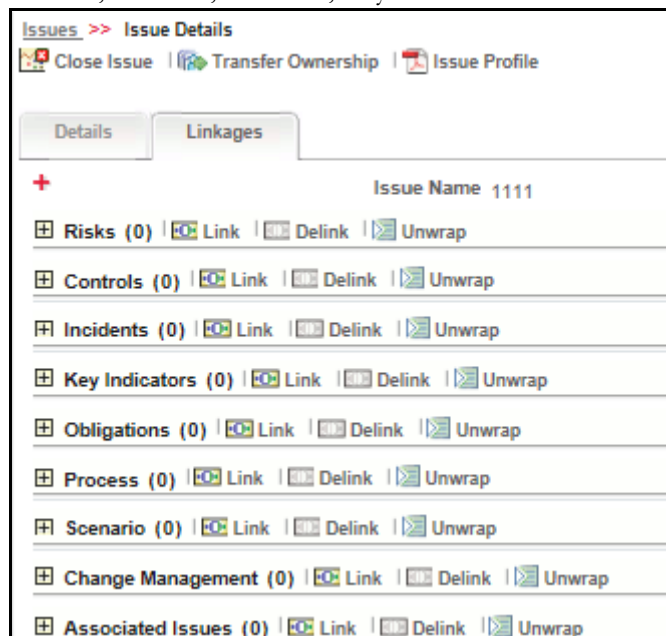 Issues >> Issue Details
Close Issue | Transfer Ownership | Issue Profile
Details Linkages
+ Issue Name 1111
Risks (0) | Link | Delink | Unwrap
Controls (0) | Link | Delink | Unwrap
Incidents (0) | Link | Delink | Unwrap
Key Indicators (0) | Link | Delink | Unwrap
Obligations (0) | Link | Delink | Unwrap
Process (0) | Link | Delink | Unwrap
Scenario (0) | Link | Delink | Unwrap
Change Management (0) | Link | Delink | Unwrap
Associated Issues (0) | Link | Delink | Unwrap